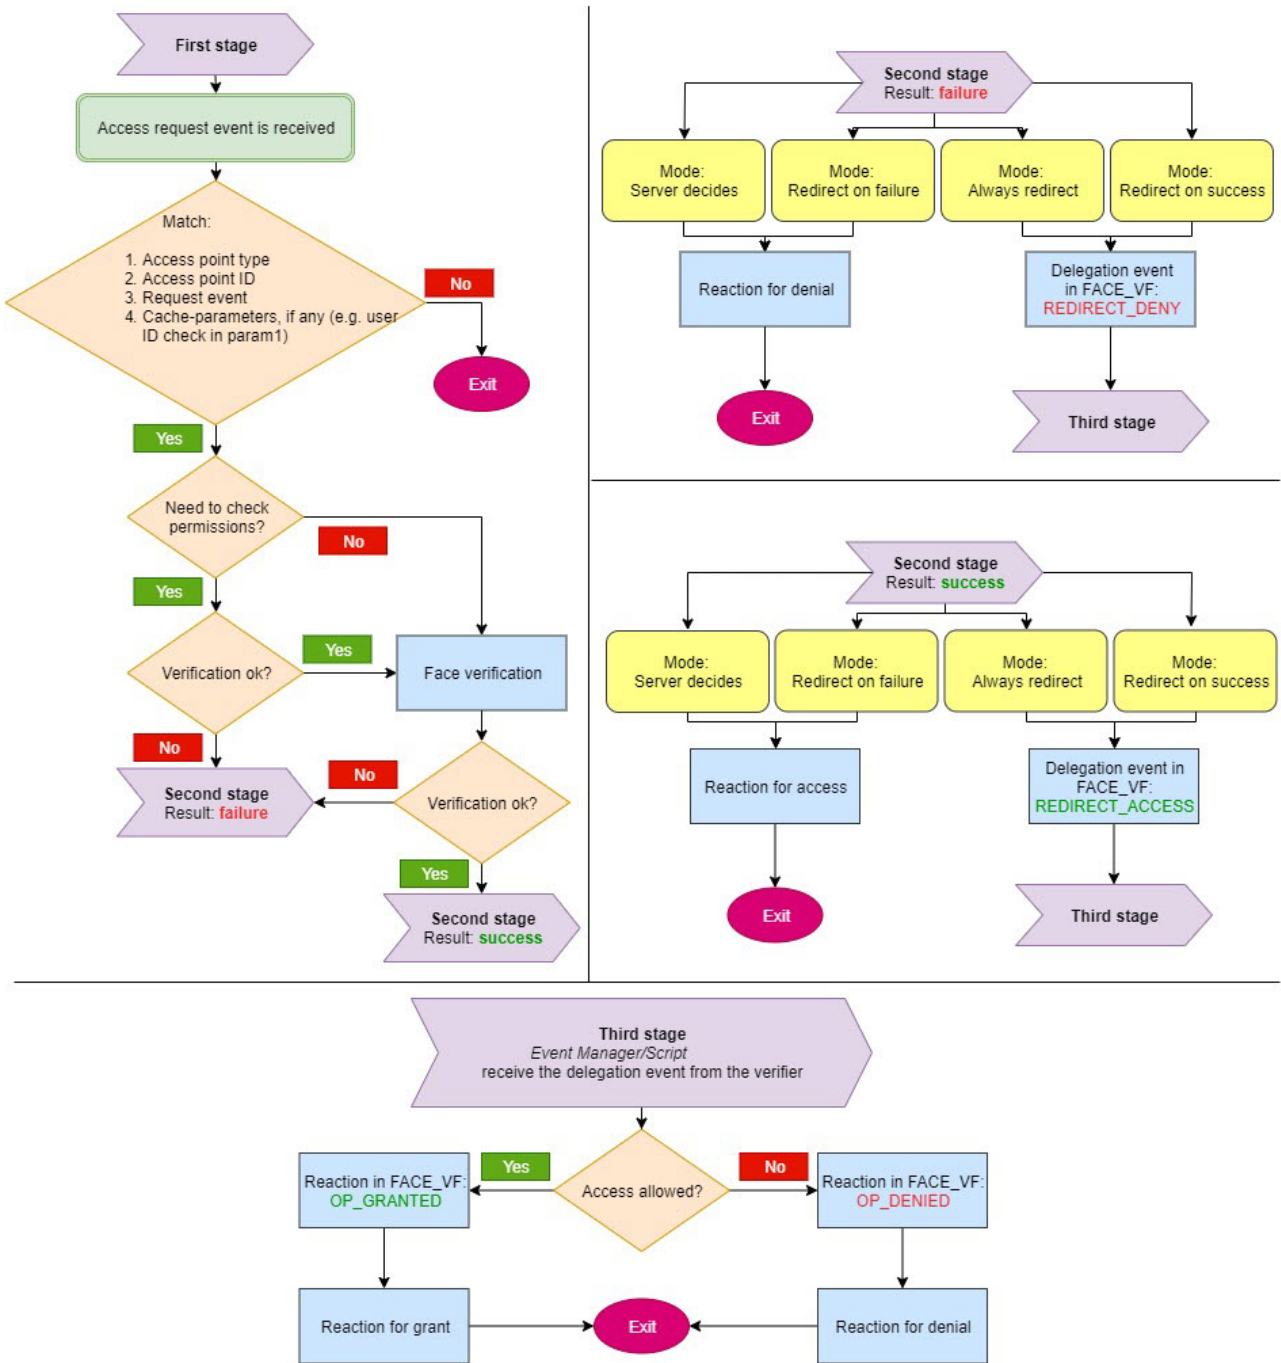 First stage
Access request event is received
Match:
1. Access point type
2. Access point ID
3. Request event
4. Cache-parameters, if any (e.g. user
ID check in param1)
No
Exit
Yes
Need to check
permissions?
No
Yes
Verification ok?
Yes
Face verification
No
Second stage
Result: failure
No
Verification ok?
Yes
Second stage
Result: success
Second stage
Result: failure
Mode:
Server decides
Mode:
Redirect on failure
Mode:
Always redirect
Mode:
Redirect on success
Reaction for denial
Delegation event
in FACE_VF:
REDIRECT_DENY
Exit
Third stage
Second stage
Result: success
Mode:
Server decides
Mode:
Redirect on failure
Mode:
Always redirect
Mode:
Redirect on success
Reaction for access
Delegation event in
FACE_VF:
REDIRECT_ACCESS
Exit
Third stage
Third stage
Event Manager/Script
receive the delegation event from the verifier
Yes
Access allowed?
No
Reaction in FACE_VF:
OP_GRANTED
Reaction in FACE_VF:
OP_DENIED
Reaction for grant
Exit
Reaction for denial